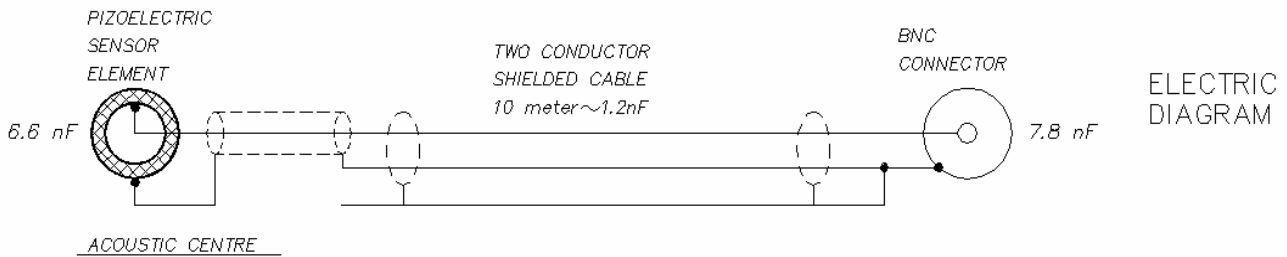 PIZOELECTRIC
SENSOR
ELEMENT
6.6 nF
TWO CONDUCTOR
SHIELDED CABLE
10 meter~1.2nF
BNC
CONNECTOR
7.8 nF
ELECTRIC
DIAGRAM
ACOUSTIC CENTRE